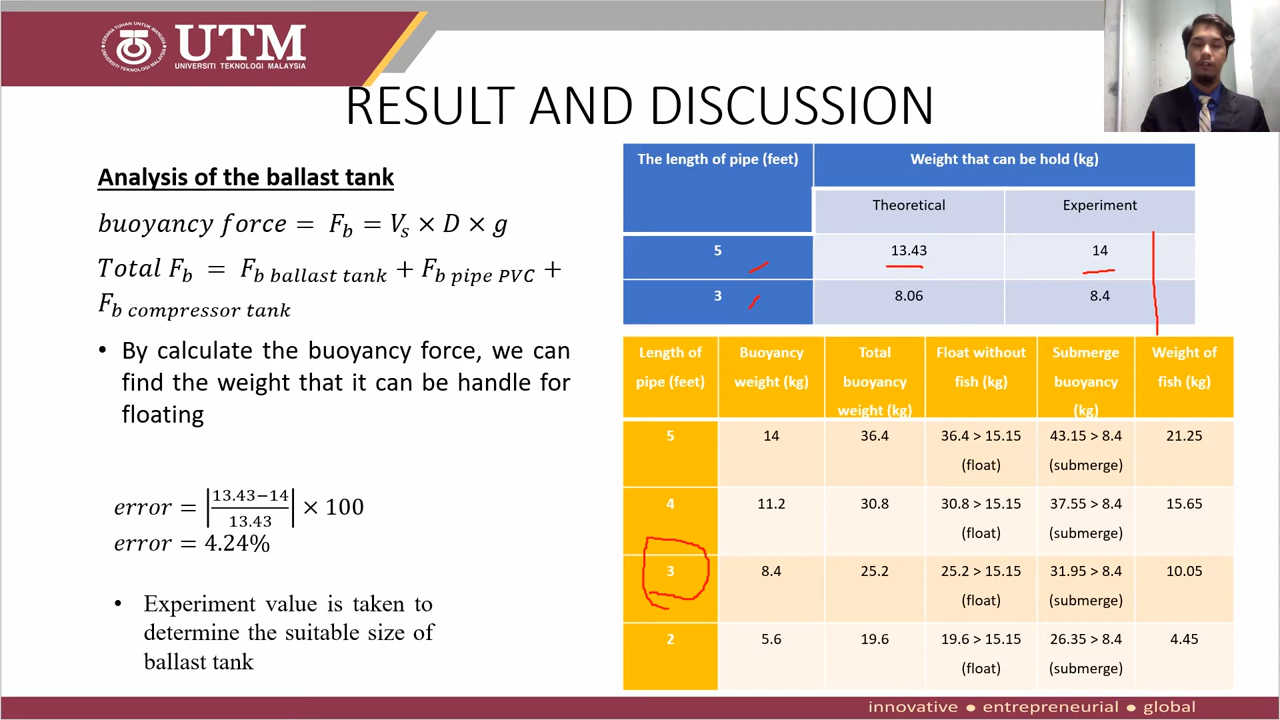 UTM
UNIVERSITI TEKNOLOGI MALAYSIA
RESULT AND DISCUSSION
Analysis of the ballast tank
buoyancy force = F_b = V_s × D × g
Total F_b = F_b ballast tank + F_b pipe PVC +
F_b compressor tank
• By calculate the buoyancy force, we can
find the weight that it can be handle for
floating
error = |13.43−14 / 13.43| × 100
error = 4.24%
• Experiment value is taken to
determine the suitable size of
ballast tank
The length of pipe (feet) Weight that can be hold (kg)
Theoretical Experiment
5 13.43 14
3 8.06 8.4
Length of Buoyancy Total Float without Submerge Weight of
pipe (feet) weight (kg) buoyancy fish (kg) buoyancy fish (kg)
weight (kg) (kg)
5 14 36.4 36.4 > 15.15 43.15 > 8.4 21.25
(float) (submerge)
4 11.2 30.8 30.8 > 15.15 37.55 > 8.4 15.65
(float) (submerge)
3 8.4 25.2 25.2 > 15.15 31.95 > 8.4 10.05
(float) (submerge)
2 5.6 19.6 19.6 > 15.15 26.35 > 8.4 4.45
(float) (submerge)
innovative ● entrepreneurial ● global